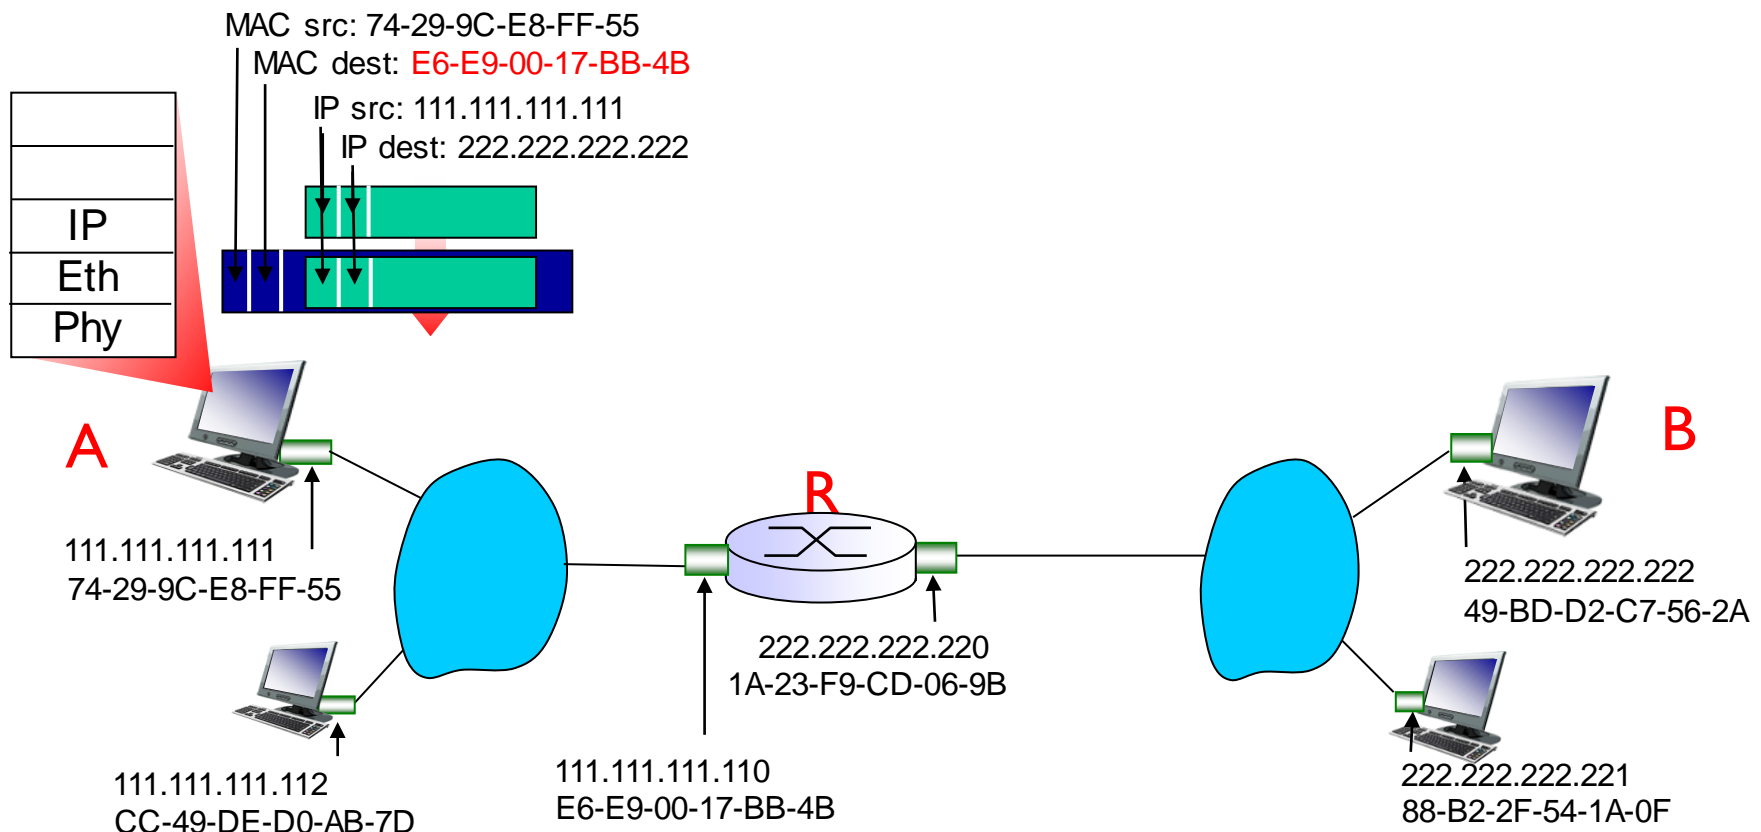 MAC src: 74-29-9C-E8-FF-55
MAC dest: E6-E9-00-17-BB-4B
IP src: 111.111.111.111
IP dest: 222.222.222.222
IP
Eth
Phy
A
R
B
111.111.111.111
74-29-9C-E8-FF-55
222.222.222.222
49-BD-D2-C7-56-2A
222.222.222.220
1A-23-F9-CD-06-9B
111.111.111.112
CC-49-DE-D0-AB-7D
111.111.111.110
E6-E9-00-17-BB-4B
222.222.222.221
88-B2-2F-54-1A-0F